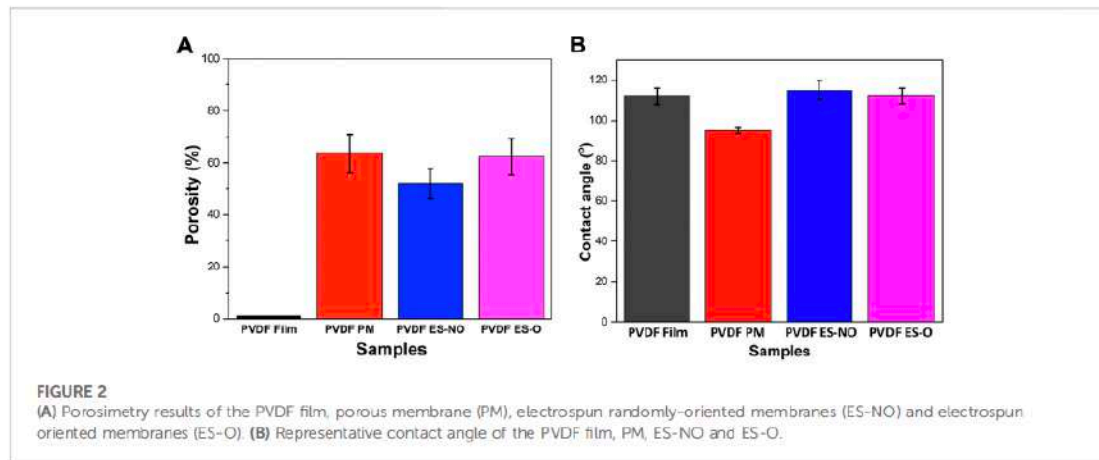 A
B
100
80
60
40
20
0
Porosity (%)
PVDF Film PVDF PM PVDF ES-NO PVDF ES-O
Samples
120
100
80
60
40
20
0
Contact angle (°)
PVDF Film PVDF PM PVDF ES-NO PVDF ES-O
Samples
FIGURE 2
(A) Porosimetry results of the PVDF film, porous membrane (PM), electrospun randomly-oriented membranes (ES-NO) and electrospun
oriented membranes (ES-O). (B) Representative contact angle of the PVDF film, PM, ES-NO and ES-O.